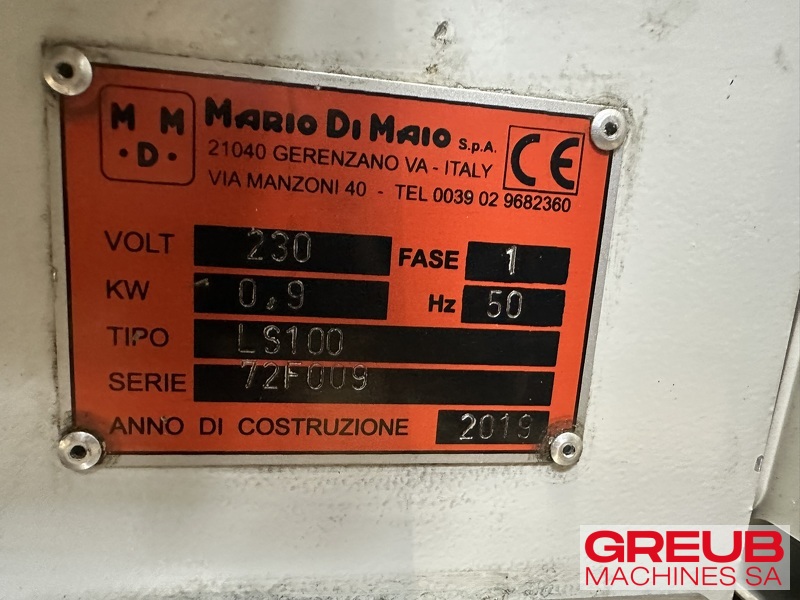 M M
·D·
MARIO DI MAIO S.p.A.
21040 GERENZANO VA - ITALY
VIA MANZONI 40 - TEL 0039 02 9682360
CE
VOLT 230 FASE 1
KW 0,9 Hz 50
TIPO LS100
SERIE 72F009
ANNO DI COSTRUZIONE 2019
GREUB
MACHINES SA